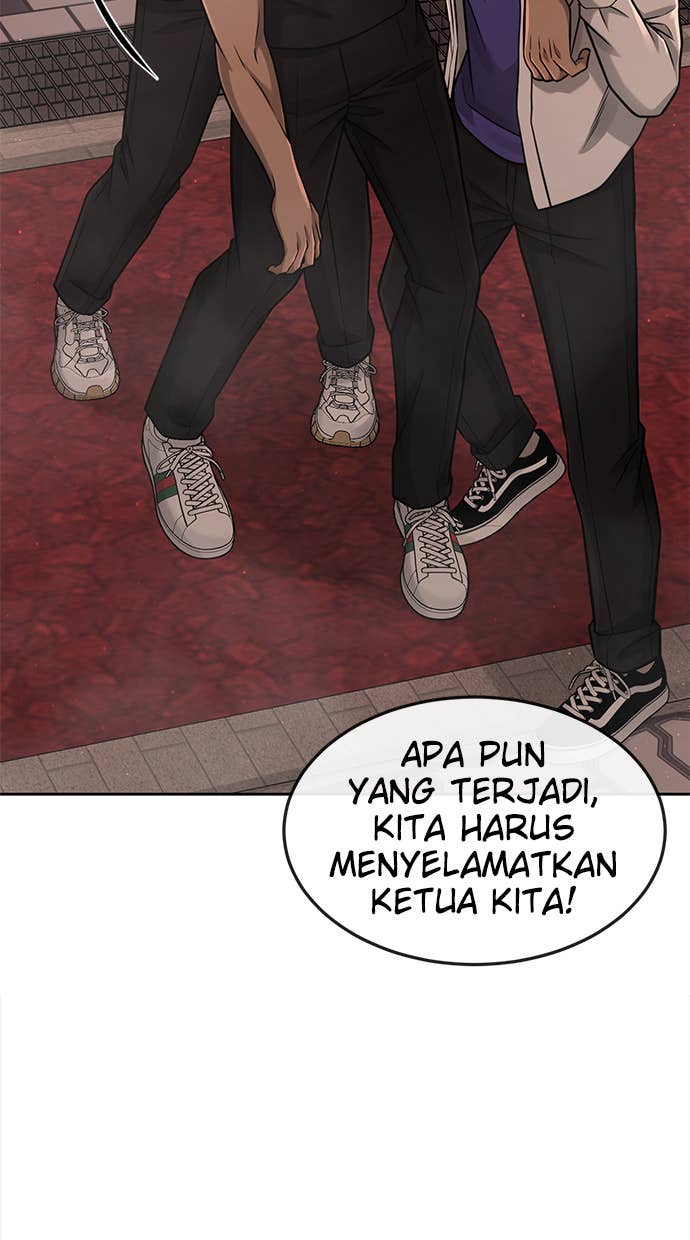 APA PUN
YANG TERJADI,
KITA HARUS
MENYELAMATKAN
KETUA KITA!